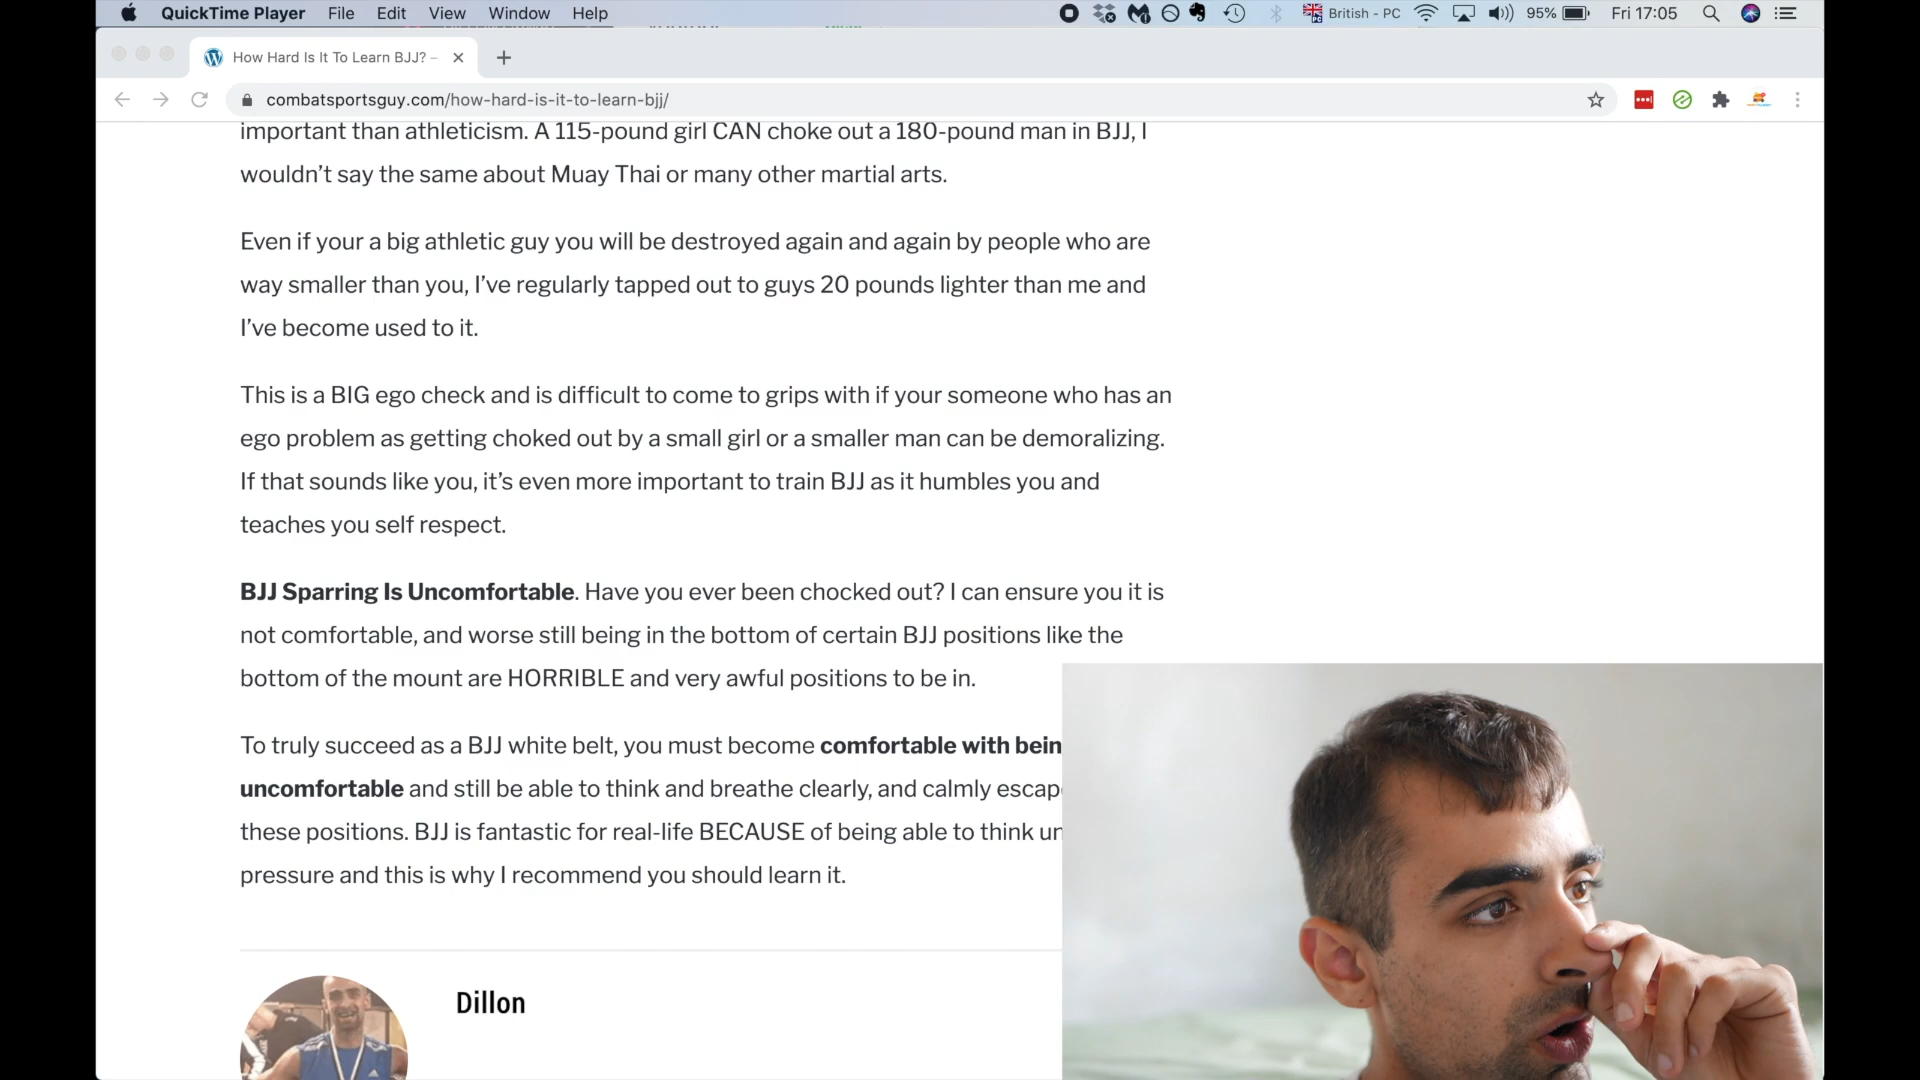 QuickTime Player File Edit View Window Help British - PC 95% Fri 17:05
How Hard Is It To Learn BJJ? –
combatsportsguy.com/how-hard-is-it-to-learn-bjj/
important than athleticism. A 115-pound girl CAN choke out a 180-pound man in BJJ, I
wouldn’t say the same about Muay Thai or many other martial arts.
Even if your a big athletic guy you will be destroyed again and again by people who are
way smaller than you, I’ve regularly tapped out to guys 20 pounds lighter than me and
I’ve become used to it.
This is a BIG ego check and is difficult to come to grips with if your someone who has an
ego problem as getting choked out by a small girl or a smaller man can be demoralizing.
If that sounds like you, it’s even more important to train BJJ as it humbles you and
teaches you self respect.
BJJ Sparring Is Uncomfortable. Have you ever been chocked out? I can ensure you it is
not comfortable, and worse still being in the bottom of certain BJJ positions like the
bottom of the mount are HORRIBLE and very awful positions to be in.
To truly succeed as a BJJ white belt, you must become comfortable with bein
uncomfortable and still be able to think and breathe clearly, and calmly escap
these positions. BJJ is fantastic for real-life BECAUSE of being able to think un
pressure and this is why I recommend you should learn it.
Dillon